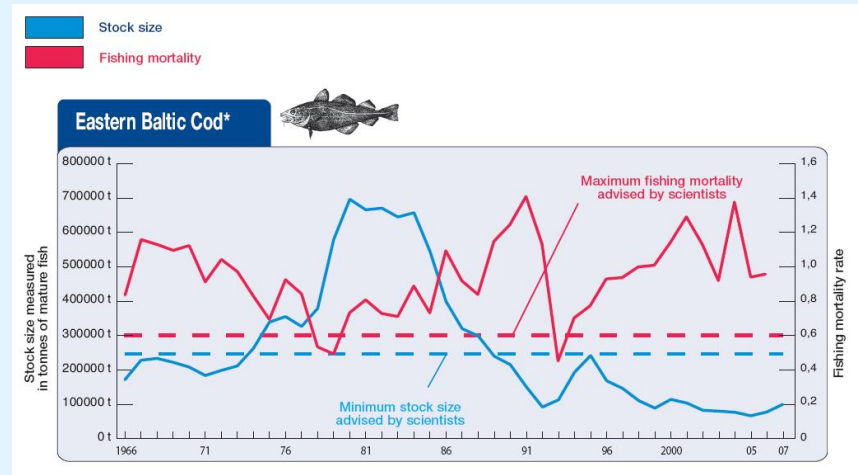 Stock size
Fishing mortality
Eastern Baltic Cod*
800000 t
700000 t
600000 t
500000 t
400000 t
300000 t
200000 t
100000 t
0 t
Stock size measured
in tonnes of mature fish
Maximum fishing mortality
advised by scientists
Minimum stock size
advised by scientists
1,6
1,4
1,2
1,0
0,8
0,6
0,4
0,2
0
Fishing mortality rate
1966
71
76
81
86
91
96
2000
05
07